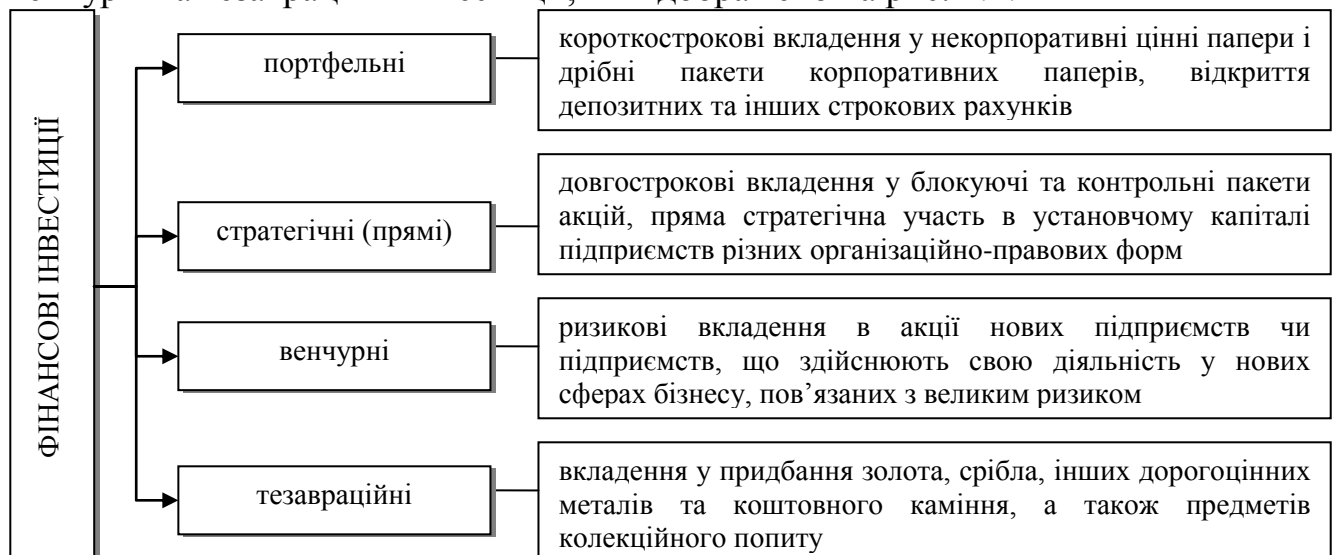 ФІНАНСОВІ ІНВЕСТИЦІЇ
портфельні
короткострокові вкладення у некорпоративні цінні папери і
дрібні пакети корпоративних паперів, відкриття
депозитних та інших строкових рахунків
стратегічні (прямі)
довгострокові вкладення у блокуючі та контрольні пакети
акцій, пряма стратегічна участь в установчому капіталі
підприємств різних організаційно-правових форм
венчурні
ризикові вкладення в акції нових підприємств чи
підприємств, що здійснюють свою діяльність у нових
сферах бізнесу, пов’язаних з великим ризиком
тезавраційні
вкладення у придбання золота, срібла, інших дорогоцінних
металів та коштовного каміння, а також предметів
колекційного попиту